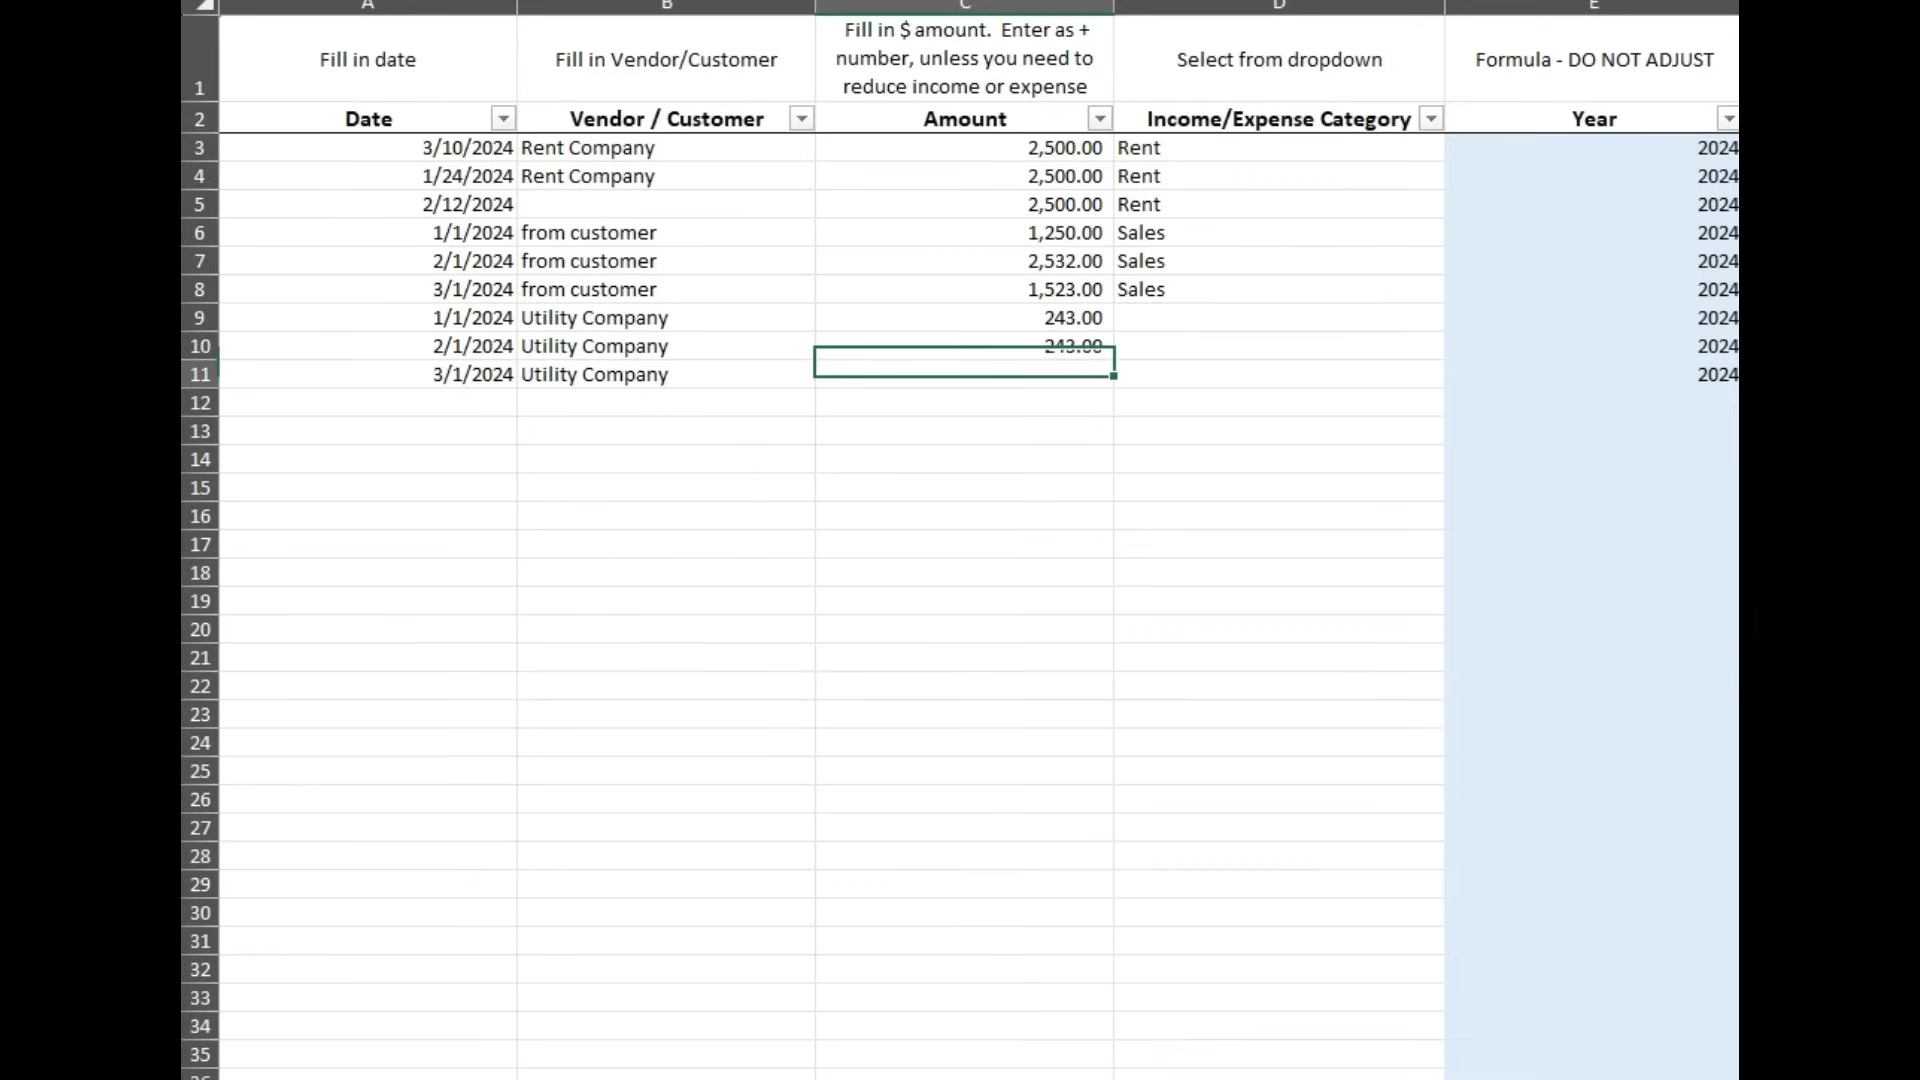 A B C D E
1 Fill in date Fill in Vendor/Customer Fill in $ amount. Enter as + number, unless you need to reduce income or expense Select from dropdown Formula - DO NOT ADJUST
2 Date Vendor / Customer Amount Income/Expense Category Year
3 3/10/2024 Rent Company 2,500.00 Rent 2024
4 1/24/2024 Rent Company 2,500.00 Rent 2024
5 2/12/2024 2,500.00 Rent 2024
6 1/1/2024 from customer 1,250.00 Sales 2024
7 2/1/2024 from customer 2,532.00 Sales 2024
8 3/1/2024 from customer 1,523.00 Sales 2024
9 1/1/2024 Utility Company 243.00 2024
10 2/1/2024 Utility Company 243.00 2024
11 3/1/2024 Utility Company 2024
12
13
14
15
16
17
18
19
20
21
22
23
24
25
26
27
28
29
30
31
32
33
34
35